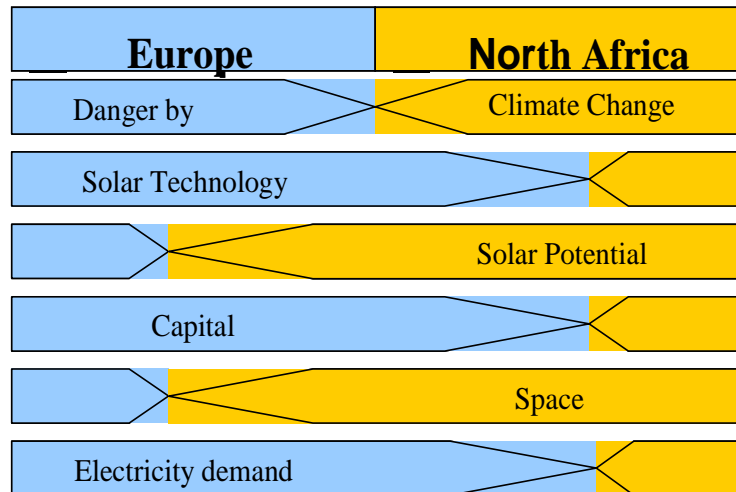 Europe North Africa
Danger by Climate Change
Solar Technology
Solar Potential
Capital
Space
Electricity demand